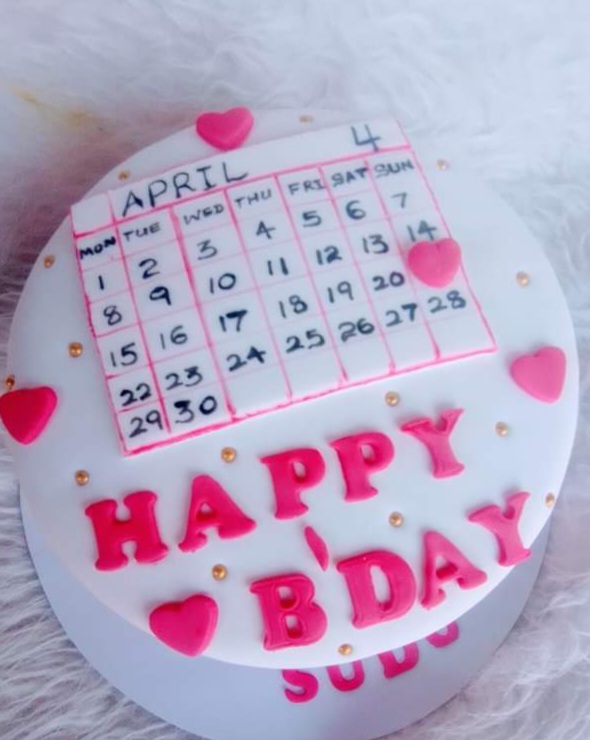 APRIL 4
MON TUE WED THU FRI SAT SUN
1 2 3 4 5 6 7
8 9 10 11 12 13 14
15 16 17 18 19 20
22 23 24 25 26 27 28
29 30
HAPPY
B'DAY